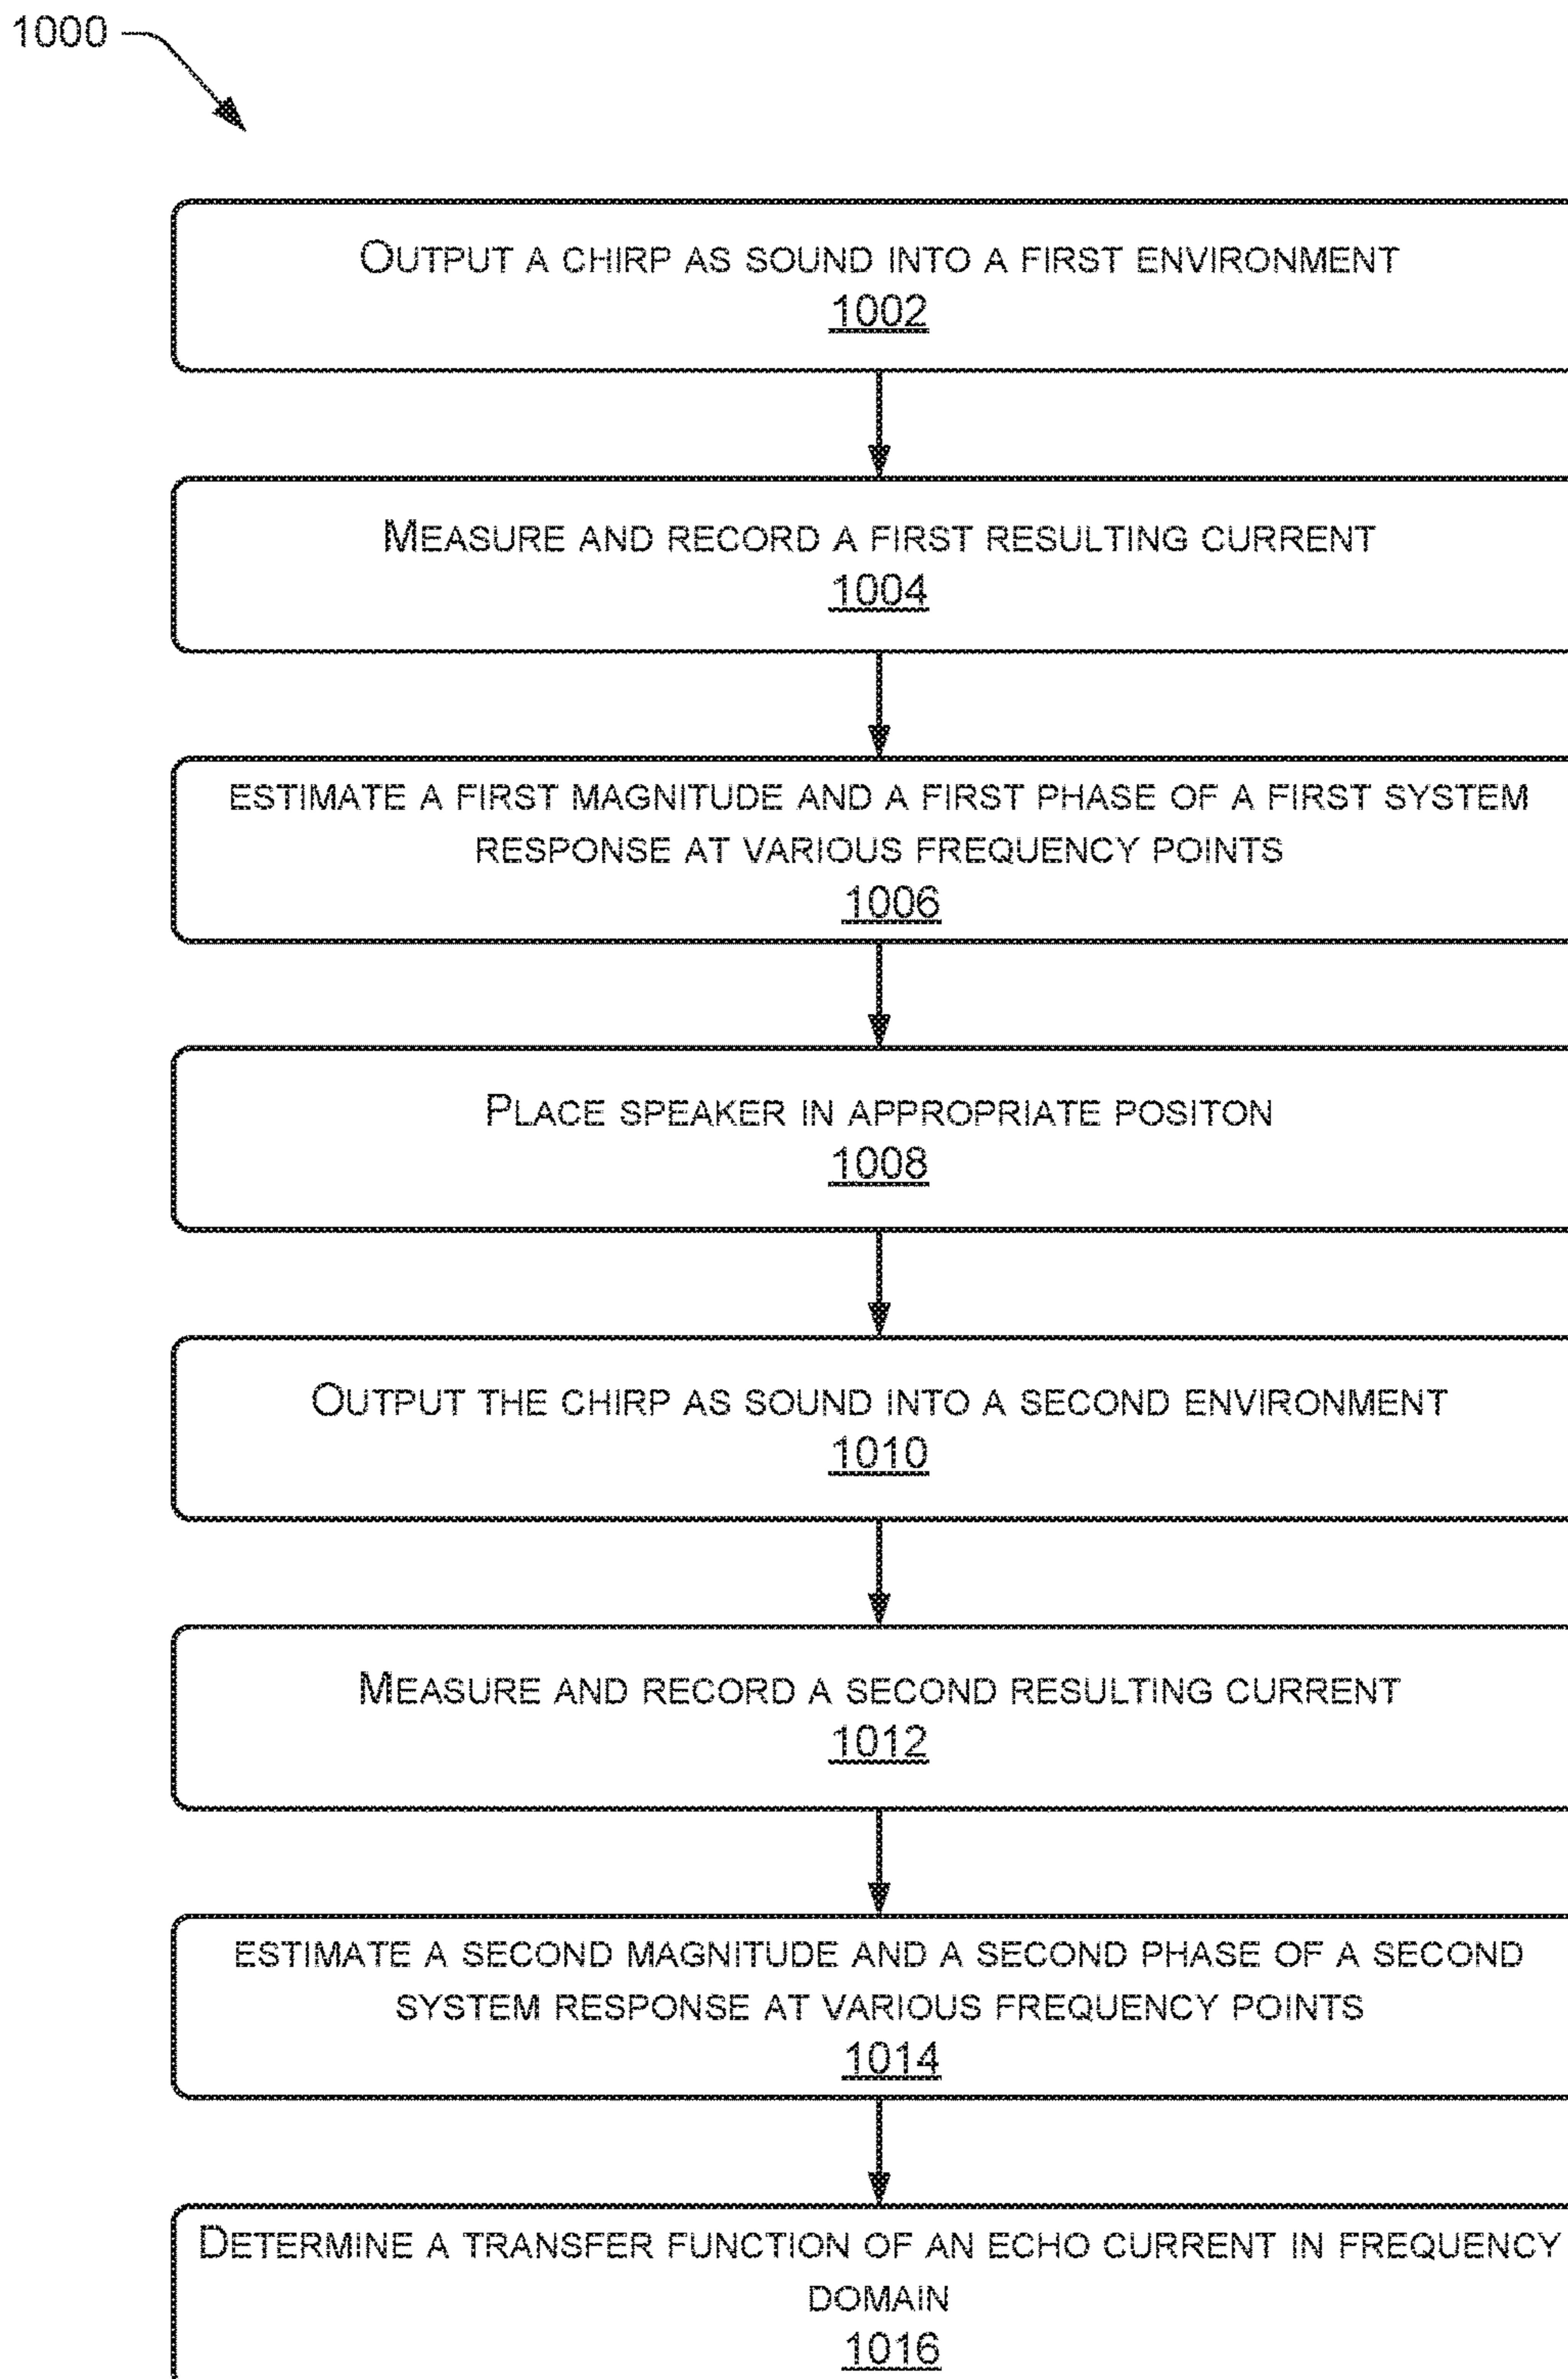 1000
OUTPUT A CHIRP AS SOUND INTO A FIRST ENVIRONMENT
1002
MEASURE AND RECORD A FIRST RESULTING CURRENT
1004
ESTIMATE A FIRST MAGNITUDE AND A FIRST PHASE OF A FIRST SYSTEM
RESPONSE AT VARIOUS FREQUENCY POINTS
1006
PLACE SPEAKER IN APPROPRIATE POSITON
1008
OUTPUT THE CHIRP AS SOUND INTO A SECOND ENVIRONMENT
1010
MEASURE AND RECORD A SECOND RESULTING CURRENT
1012
ESTIMATE A SECOND MAGNITUDE AND A SECOND PHASE OF A SECOND
SYSTEM RESPONSE AT VARIOUS FREQUENCY POINTS
1014
DETERMINE A TRANSFER FUNCTION OF AN ECHO CURRENT IN FREQUENCY
DOMAIN
1016